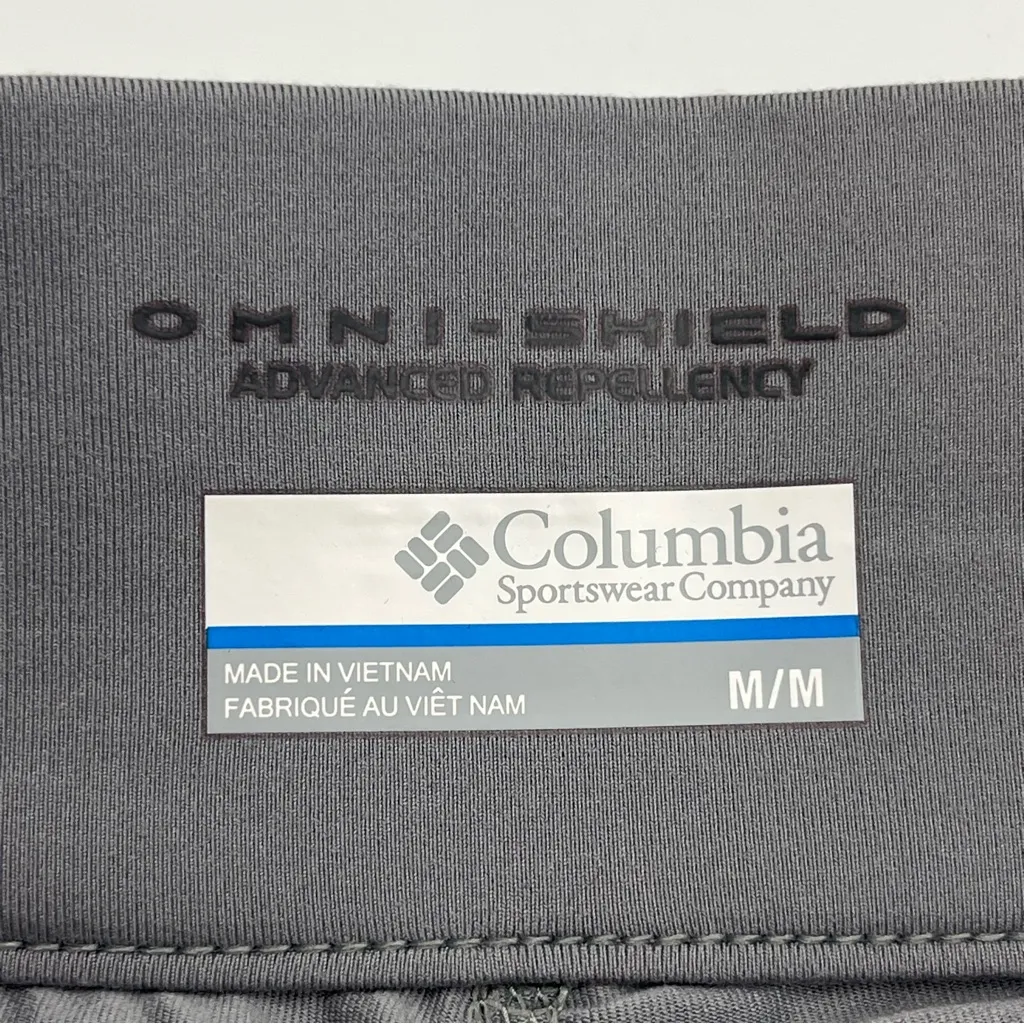 OMNI-SHIELD
ADVANCED REPELLENCY
Columbia
Sportswear Company
MADE IN VIETNAM
FABRIQUÉ AU VIÊT NAM
M/M